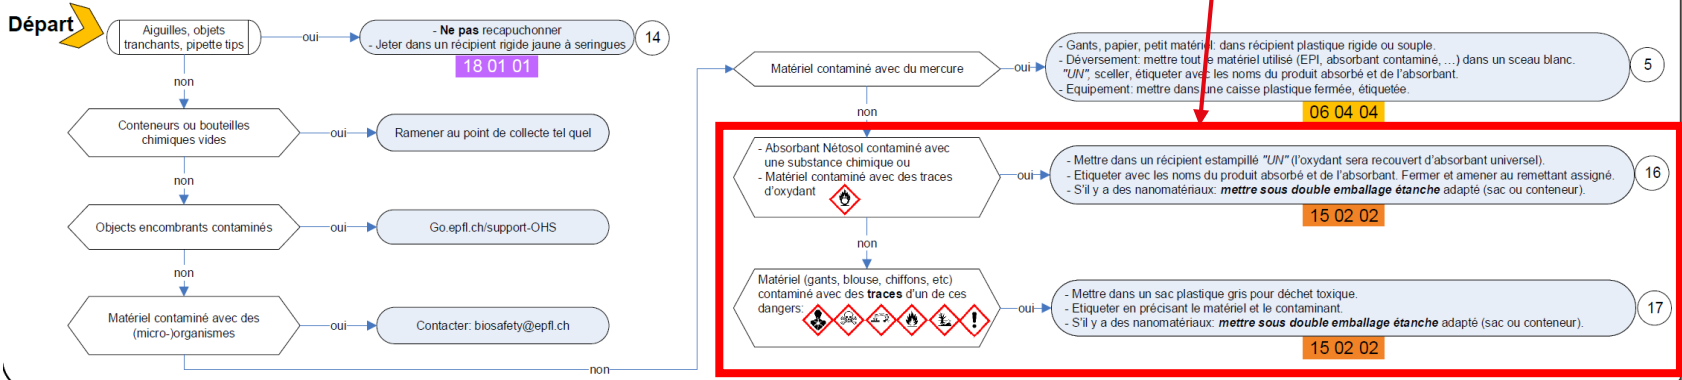 Départ
Aiguilles, objets
tranchants, pipette tips
oui
- Ne pas recapuchonner
- Jeter dans un récipient rigide jaune à seringues
14
18 01 01
non
Conteneurs ou bouteilles
chimiques vides
oui
Ramener au point de collecte tel quel
non
Objects encombrants contaminés
oui
Go.epfl.ch/support-OHS
non
Matériel contaminé avec des
(micro-)organismes
oui
Contacter: biosafety@epfl.ch
non
Matériel contaminé avec du mercure
oui
- Gants, papier, petit matériel: dans récipient plastique rigide ou souple.
- Déversement: mettre tout le matériel utilisé (EPI, absorbant contaminé, ...) dans un sceau blanc.
"UN", sceller, étiqueter avec les noms du produit absorbé et de l'absorbant.
- Equipement: mettre dans une caisse plastique fermée, étiquetée.
5
06 04 04
non
- Absorbant Nétosol contaminé avec
une substance chimique ou
- Matériel contaminé avec des traces
d'oxydant
oui
- Mettre dans un récipient estampillé "UN" (l'oxydant sera recouvert d'absorbant universel).
- Etiqueter avec les noms du produit absorbé et de l'absorbant. Fermer et amener au remettant assigné.
- S'il y a des nanomatériaux: mettre sous double emballage étanche adapté (sac ou conteneur).
16
15 02 02
non
Matériel (gants, blouse, chiffons, etc)
contaminé avec des traces d'un de ces
dangers:
oui
- Mettre dans un sac plastique gris pour déchet toxique.
- Etiqueter en précisant le matériel et le contaminant.
- S'il y a des nanomatériaux: mettre sous double emballage étanche adapté (sac ou conteneur).
17
15 02 02